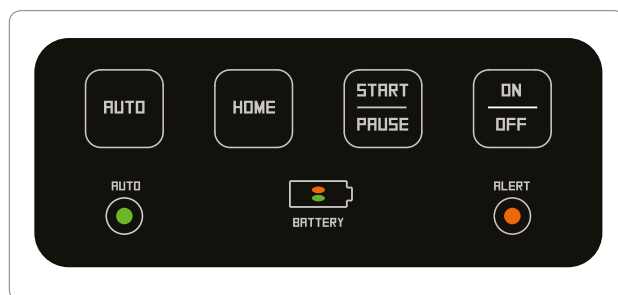 AUTO
HOME
START
PAUSE
ON
OFF
AUTO
BATTERY
ALERT